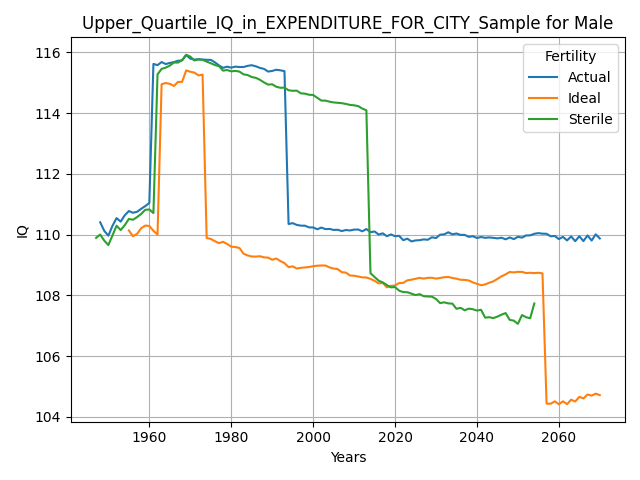 Upper_Quartile_IQ_in_EXPENDITURE_FOR_CITY_Sample for Male
Fertility
Actual
Ideal
Sterile
IQ
116
114
112
110
108
106
104
1960
1980
2000
2020
2040
2060
Years